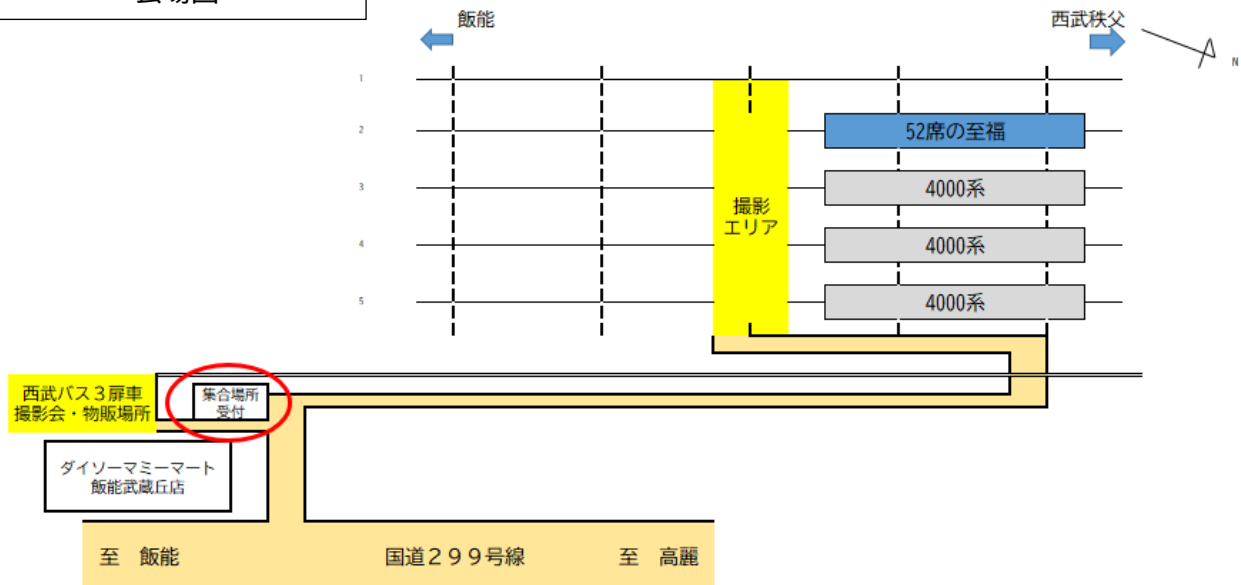 会場図
飯能
西武秩父
N
1
2
52席の至福
3
4000系
撮影
エリア
4
4000系
5
4000系
西武バス3扉車
撮影会・物販場所
集合場所
受付
ダイソーマミーマート
飯能武蔵丘店
至 飯能
国道299号線
至 高麗